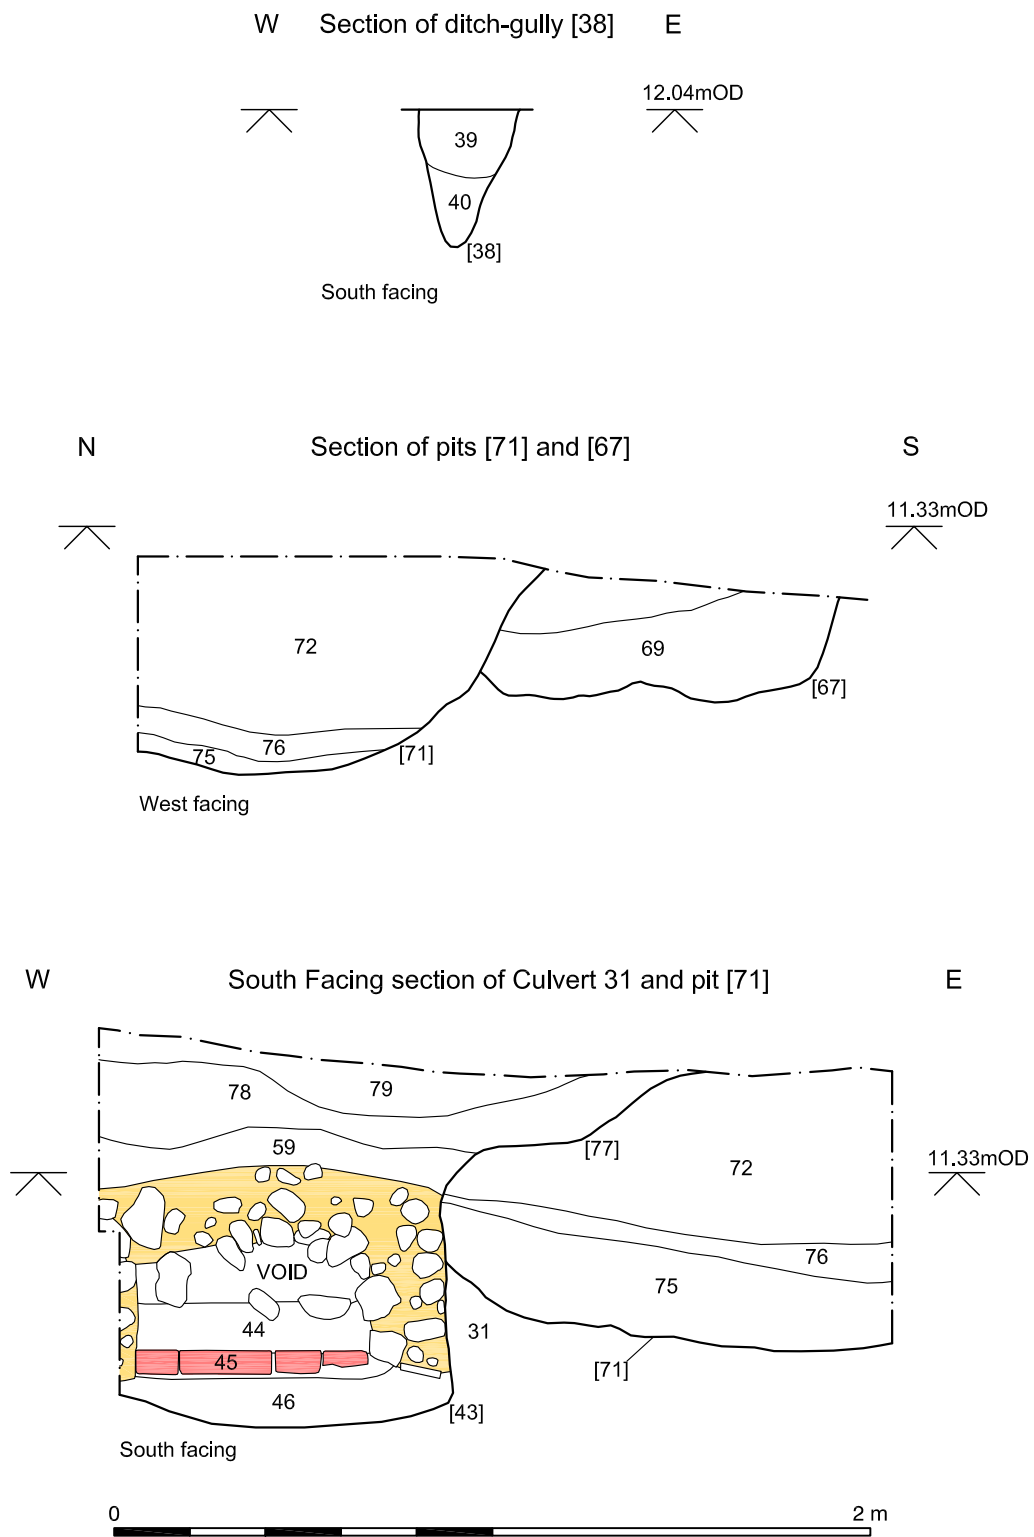 W Section of ditch-gully [38] E
12.04mOD
39
40
[38]
South facing
N Section of pits [71] and [67] S
11.33mOD
72
69
[67]
76
75
[71]
West facing
W South Facing section of Culvert 31 and pit [71] E
78
79
59
[77]
72
11.33mOD
VOID
76
75
44
31
45
[71]
46
[43]
South facing
0 2 m